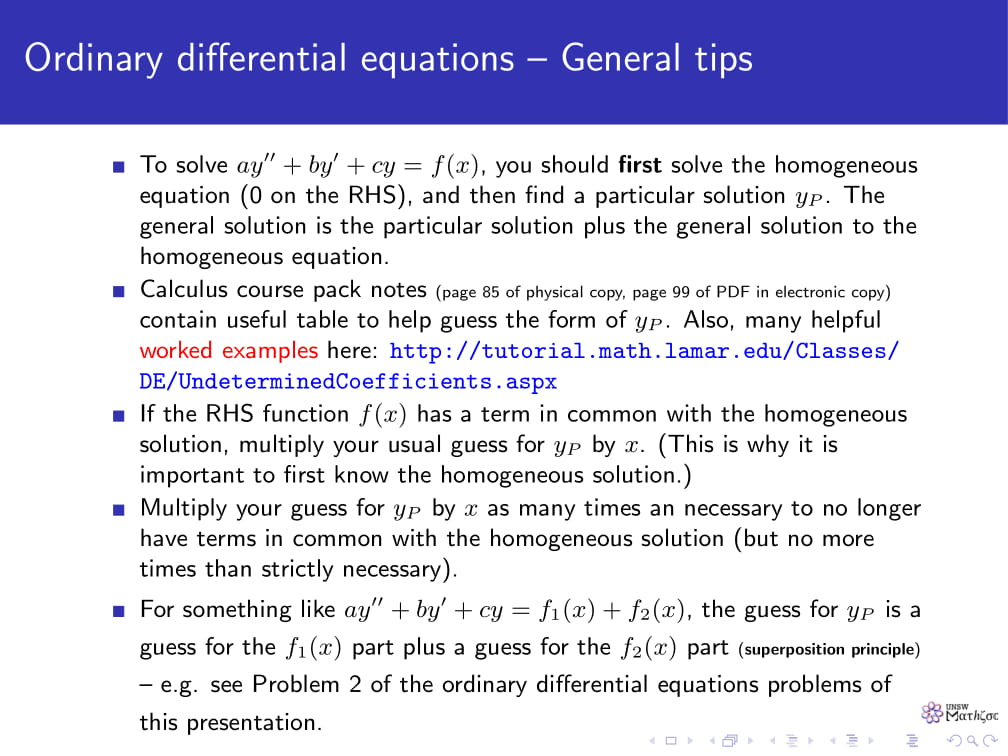 Ordinary differential equations – General tips
To solve ay′′ + by′ + cy = f(x), you should first solve the homogeneous
equation (0 on the RHS), and then find a particular solution y_P. The
general solution is the particular solution plus the general solution to the
homogeneous equation.
Calculus course pack notes (page 85 of physical copy, page 99 of PDF in electronic copy)
contain useful table to help guess the form of y_P. Also, many helpful
worked examples here: http://tutorial.math.lamar.edu/Classes/
DE/UndeterminedCoefficients.aspx
If the RHS function f(x) has a term in common with the homogeneous
solution, multiply your usual guess for y_P by x. (This is why it is
important to first know the homogeneous solution.)
Multiply your guess for y_P by x as many times an necessary to no longer
have terms in common with the homogeneous solution (but no more
times than strictly necessary).
For something like ay′′ + by′ + cy = f₁(x) + f₂(x), the guess for y_P is a
guess for the f₁(x) part plus a guess for the f₂(x) part (superposition principle)
– e.g. see Problem 2 of the ordinary differential equations problems of
this presentation.
UNSW
Mατhζoc